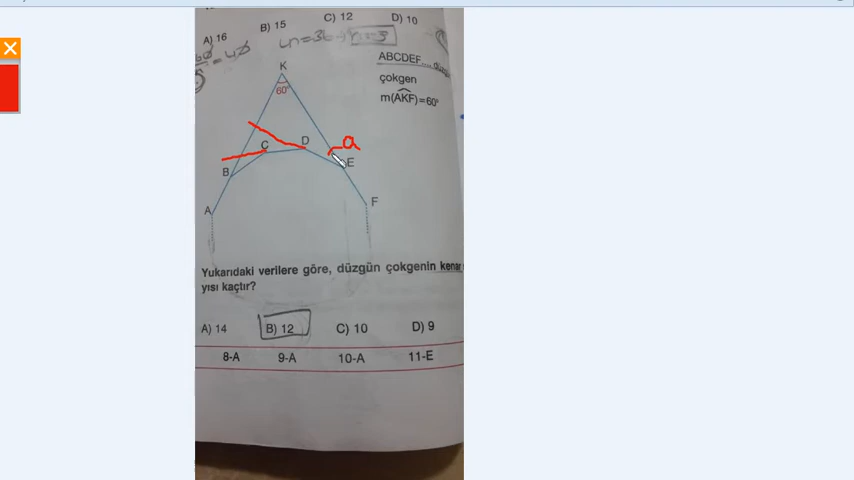 A) 16
B) 15
C) 12
D) 10
K
60°
ABCDEF...
çokgen
m(AKF)=60°
a
C
D
B
E
A
F
Yukarıdaki verilere göre, düzgün çokgenin kenar
yısı kaçtır?
A) 14
B) 12
C) 10
D) 9
8-A
9-A
10-A
11-E